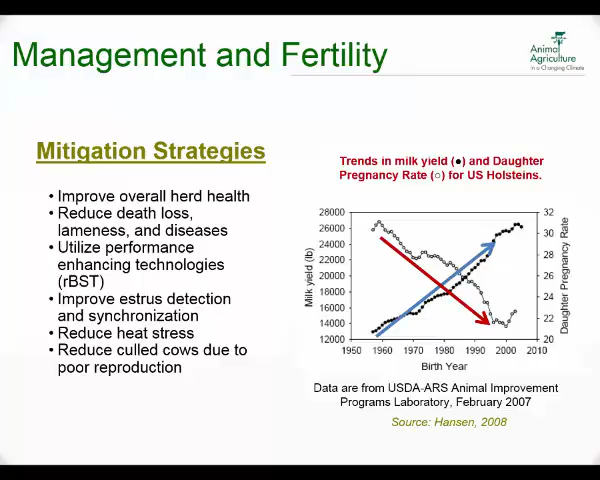 Management and Fertility
Animal
Agriculture
in a Changing Climate
Mitigation Strategies
• Improve overall herd health
• Reduce death loss,
lameness, and diseases
• Utilize performance
enhancing technologies
(rBST)
• Improve estrus detection
and synchronization
• Reduce heat stress
• Reduce culled cows due to
poor reproduction
Trends in milk yield (●) and Daughter
Pregnancy Rate (○) for US Holsteins.
Milk yield (lb)
28000
26000
24000
22000
20000
18000
16000
14000
12000
32
30
28
26
24
22
20
Daughter Pregnancy Rate
1950 1960 1970 1980 1990 2000 2010
Birth Year
Data are from USDA-ARS Animal Improvement
Programs Laboratory, February 2007
Source: Hansen, 2008